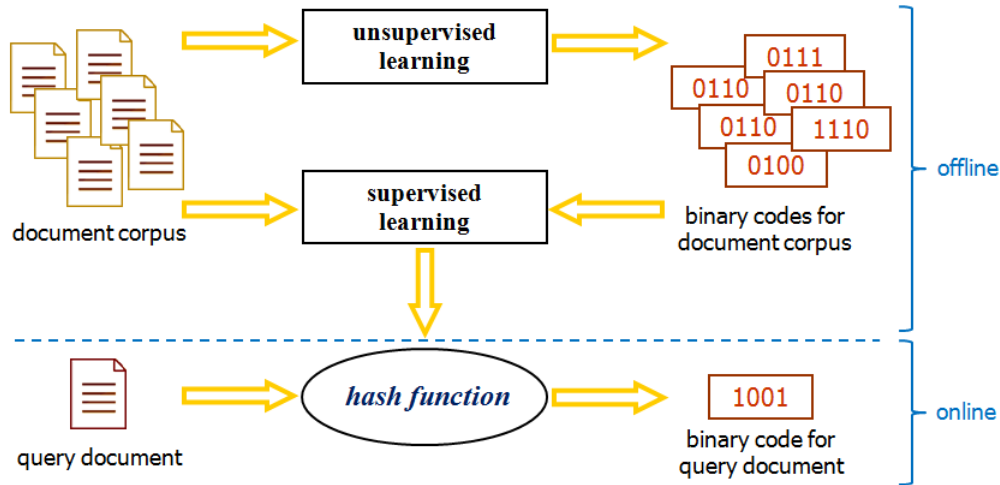 unsupervised
learning
0111
0110
0110
0110
1110
0100
offline
supervised
learning
document corpus
binary codes for
document corpus
hash function
1001
online
query document
binary code for
query document